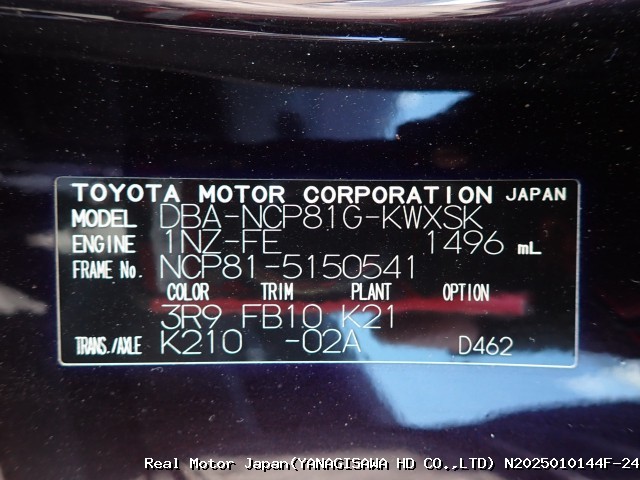 TOYOTA MOTOR CORPORATION JAPAN
MODEL DBA-NCP81G-KWXSK
ENGINE 1NZ-FE 1496 mL
FRAME No. NCP81-5150541
COLOR TRIM PLANT OPTION
3R9 FB10 K21
TRANS./AXLE K210 -02A D462
Real Motor Japan(YANAGISAWA HD CO.,LTD) N2025010144F-24